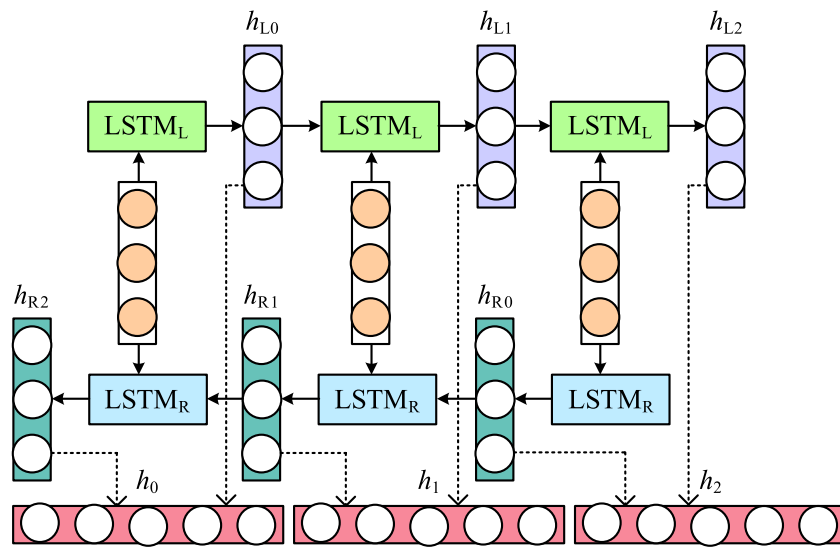 h_L0 h_L1 h_L2
LSTM_L LSTM_L LSTM_L
h_R2 h_R1 h_R0
LSTM_R LSTM_R LSTM_R
h_0 h_1 h_2